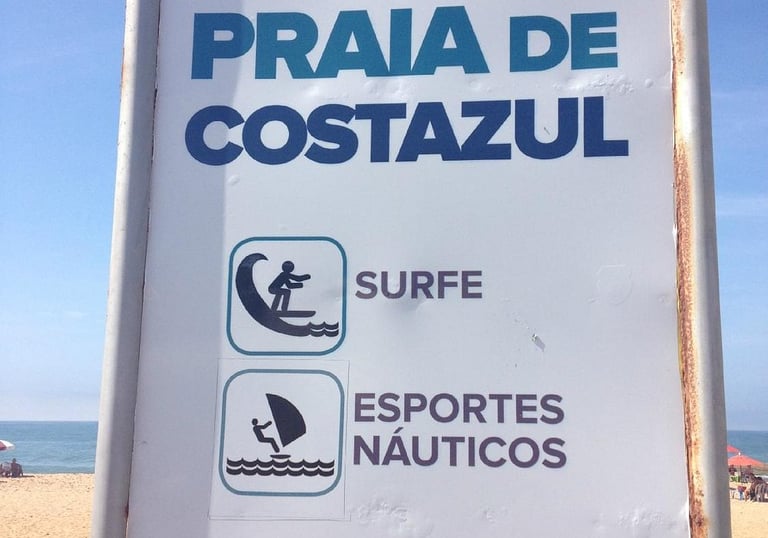 PRAIA DE
COSTAZUL
SURFE
ESPORTES
NÁUTICOS